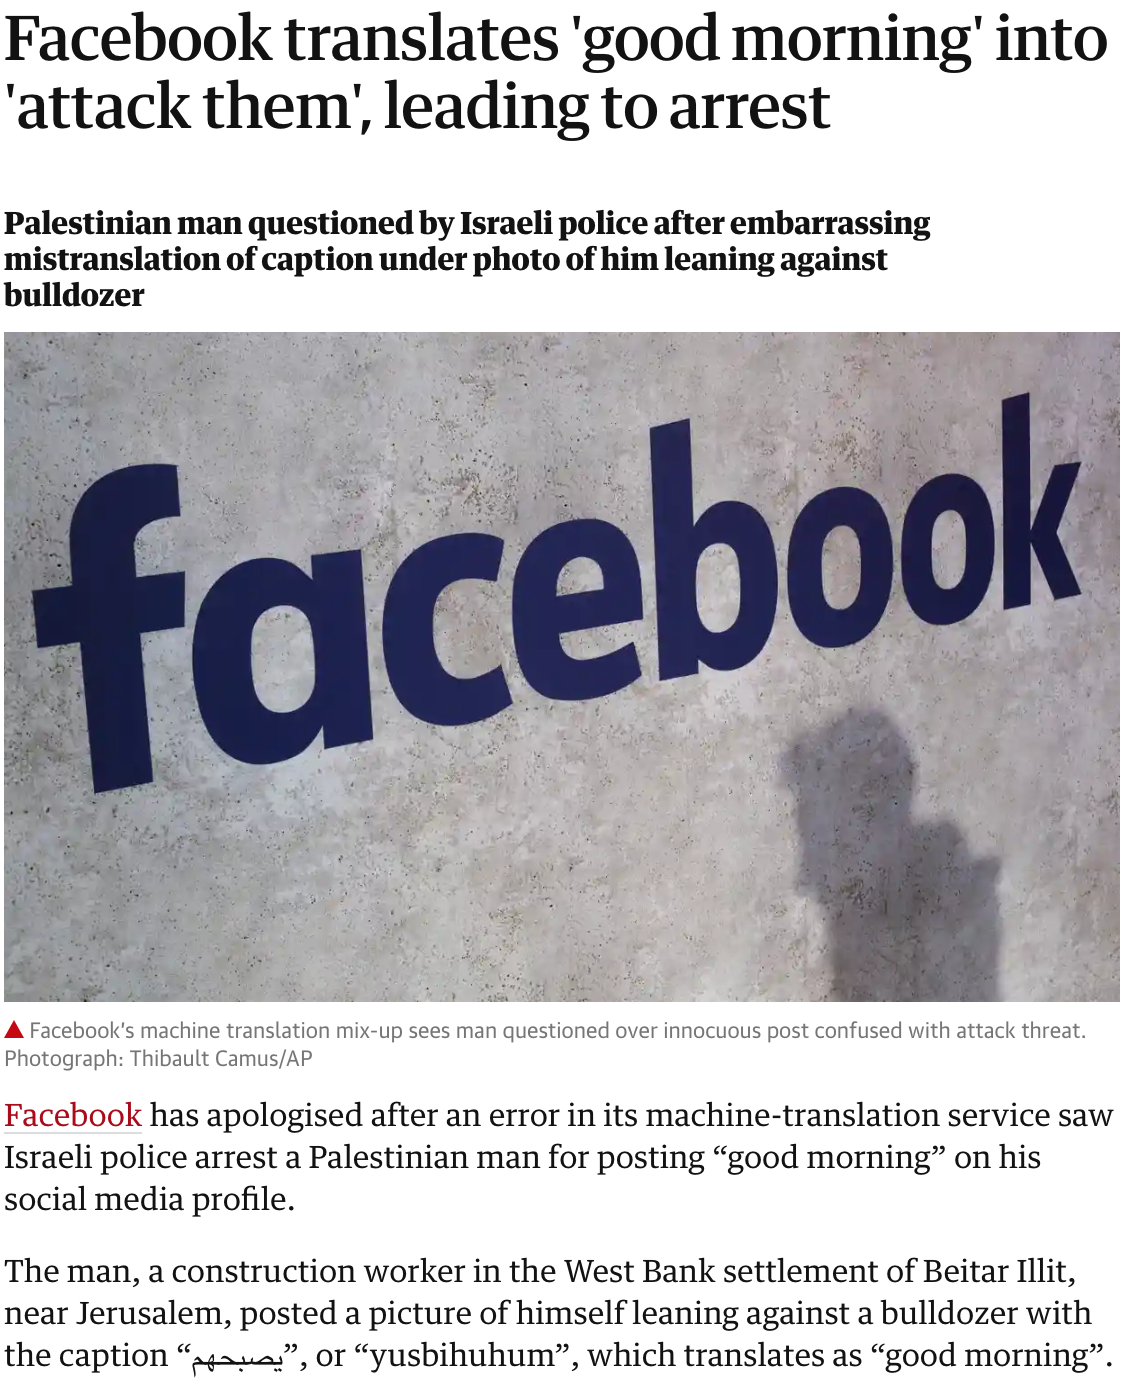 Facebook translates 'good morning' into
'attack them', leading to arrest
Palestinian man questioned by Israeli police after embarrassing
mistranslation of caption under photo of him leaning against
bulldozer
facebook
Facebook's machine translation mix-up sees man questioned over innocuous post confused with attack threat.
Photograph: Thibault Camus/AP
Facebook has apologised after an error in its machine-translation service saw
Israeli police arrest a Palestinian man for posting “good morning” on his
social media profile.
The man, a construction worker in the West Bank settlement of Beitar Illit,
near Jerusalem, posted a picture of himself leaning against a bulldozer with
the caption “يصبحهم”, or “yusbihuhum”, which translates as “good morning”.